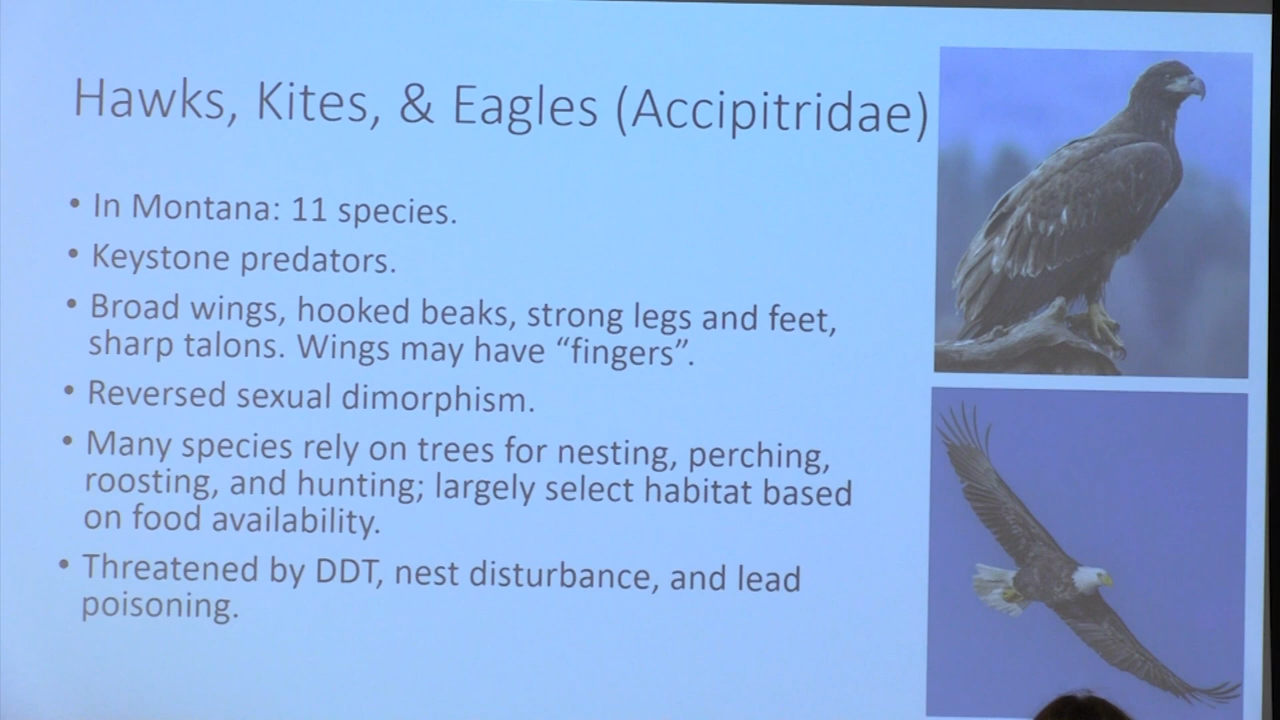 Hawks, Kites, & Eagles (Accipitridae)
• In Montana: 11 species.
• Keystone predators.
• Broad wings, hooked beaks, strong legs and feet,
sharp talons. Wings may have “fingers”.
• Reversed sexual dimorphism.
• Many species rely on trees for nesting, perching,
roosting, and hunting; largely select habitat based
on food availability.
• Threatened by DDT, nest disturbance, and lead
poisoning.